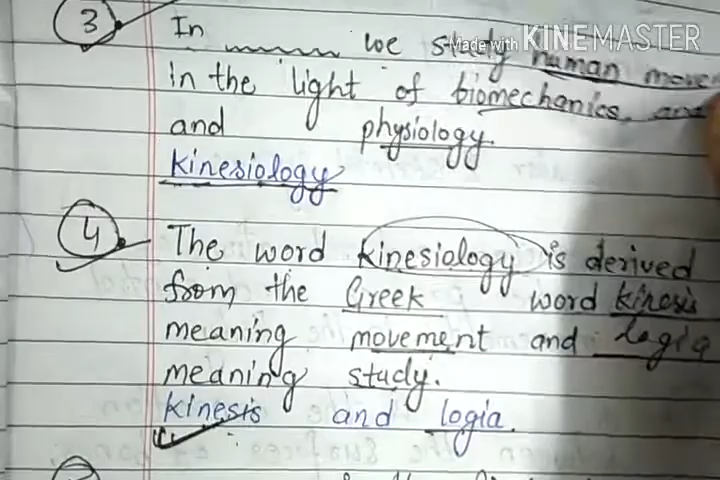 3 In ______ we study human move
in the light of biomechanics, and
and physiology.
kinesiology
4 The word kinesiology is derived
from the Greek word kinesis
meaning movement and logia
meaning study.
kinesis and logia.
Made with KINEMASTER